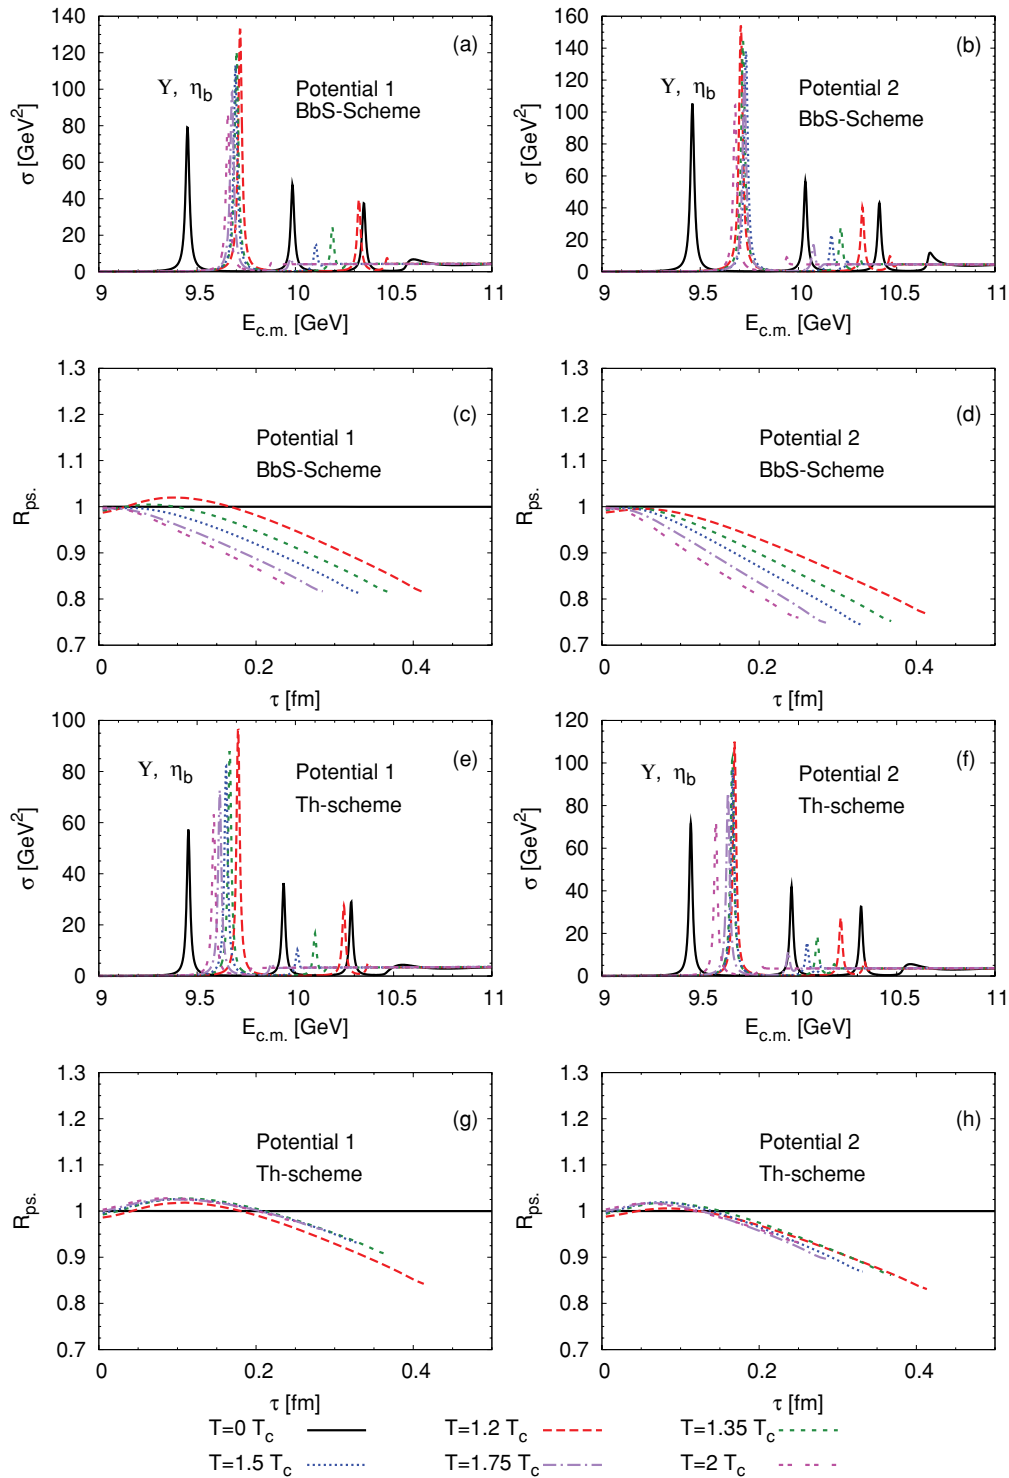 140
120
100
80
60
40
20
0
σ [GeV²]
(a)
Υ, η_b
Potential 1
BbS-Scheme
9 9.5 10 10.5 11
E_c.m. [GeV]
160
140
120
100
80
60
40
20
0
σ [GeV²]
(b)
Υ, η_b
Potential 2
BbS-Scheme
9 9.5 10 10.5 11
E_c.m. [GeV]
1.3
1.2
1.1
1
0.9
0.8
0.7
R_ps.
(c)
Potential 1
BbS-Scheme
0 0.2 0.4
τ [fm]
1.3
1.2
1.1
1
0.9
0.8
0.7
R_ps.
(d)
Potential 2
BbS-Scheme
0 0.2 0.4
τ [fm]
100
80
60
40
20
0
σ [GeV²]
(e)
Υ, η_b
Potential 1
Th-scheme
9 9.5 10 10.5 11
E_c.m. [GeV]
120
100
80
60
40
20
0
σ [GeV²]
(f)
Υ, η_b
Potential 2
Th-scheme
9 9.5 10 10.5 11
E_c.m. [GeV]
1.3
1.2
1.1
1
0.9
0.8
0.7
R_ps.
(g)
Potential 1
Th-scheme
0 0.2 0.4
τ [fm]
1.3
1.2
1.1
1
0.9
0.8
0.7
R_ps.
(h)
Potential 2
Th-scheme
0 0.2 0.4
τ [fm]
T=0 T_c T=1.2 T_c T=1.35 T_c
T=1.5 T_c T=1.75 T_c T=2 T_c